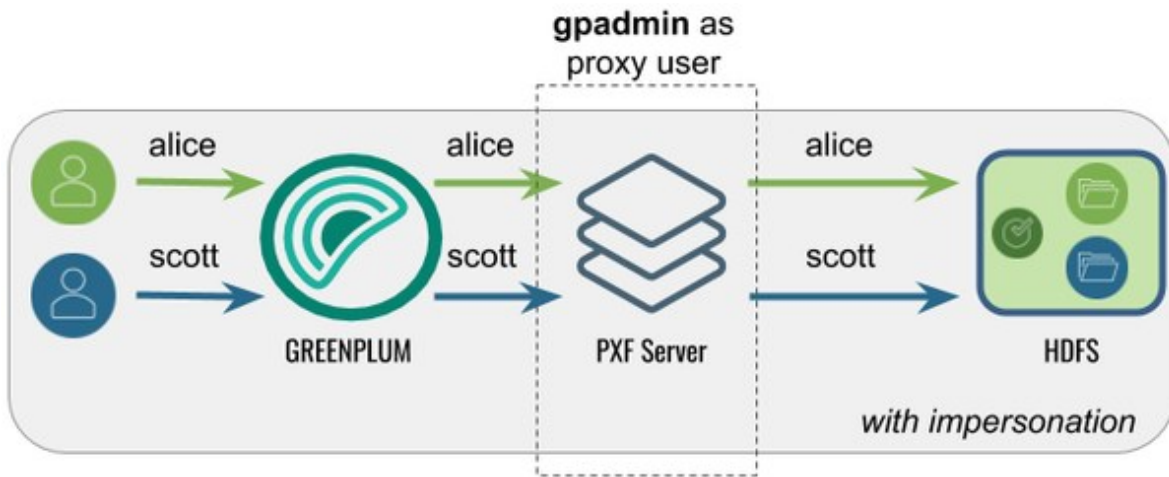 gpadmin as
proxy user
alice
alice
alice
scott
scott
scott
GREENPLUM
PXF Server
HDFS
with impersonation